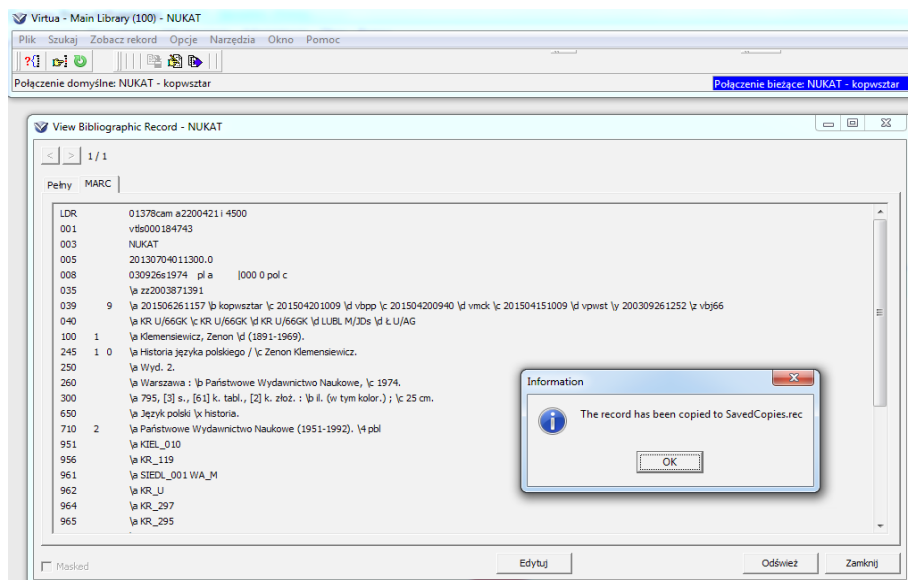 Virtua - Main Library (100) - NUKAT
Plik Szukaj Zobacz rekord Opcje Narzędzia Okno Pomoc
Połączenie domyślne: NUKAT - kopwsztar
Połączenie bieżące: NUKAT - kopwsztar
View Bibliographic Record - NUKAT
< > 1 / 1
Pełny MARC
LDR 01378cam a2200421 i 4500
001 vtls000184743
003 NUKAT
005 20130704011300.0
008 030926s1974 pl a |000 0 pol c
035 \a zz2003871391
039 9 \a 201506261157 \b kopwsztar \c 201504201009 \d vbpp \c 201504200940 \d vmck \c 201504151009 \d vpwst \y 200309261252 \z vbj66
040 \a KR U/66GK \c KR U/66GK \d KR U/66GK \d LUBL M/JDs \d Ł U/AG
100 1 \a Klemensiewicz, Zenon \d (1891-1969).
245 1 0 \a Historia języka polskiego / \c Zenon Klemensiewicz.
250 \a Wyd. 2.
260 \a Warszawa : \b Państwowe Wydawnictwo Naukowe, \c 1974.
300 \a 795, [3] s., [61] k. tabl., [2] k. złoż. : \b il. (w tym kolor.) ; \c 25 cm.
650 \a Język polski \x historia.
710 2 \a Państwowe Wydawnictwo Naukowe (1951-1992). \4 pbl
951 \a KIEL_010
956 \a KR_119
961 \a SIEDL_001 WA_M
962 \a KR_U
964 \a KR_297
965 \a KR_295
Information
The record has been copied to SavedCopies.rec
OK
Masked
Edytuj
Odśwież
Zamknij